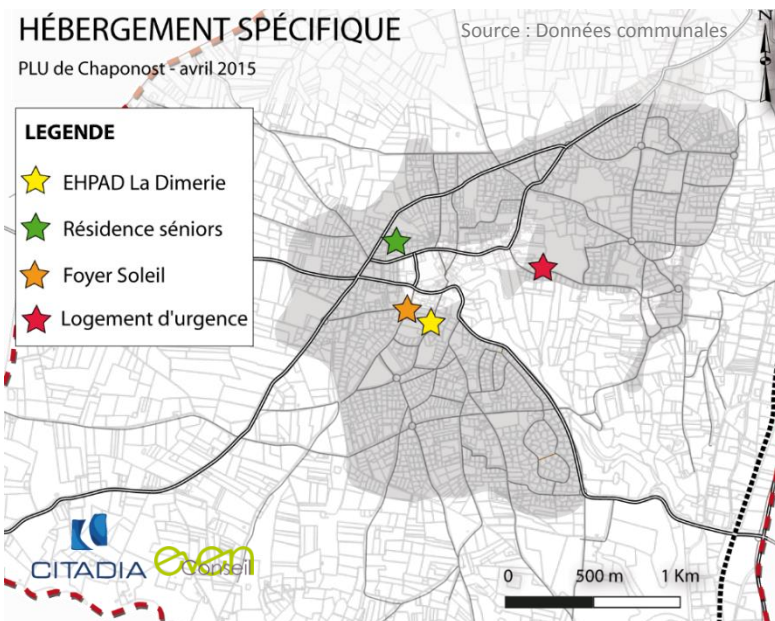 HÉBERGEMENT SPÉCIFIQUE
Source : Données communales
PLU de Chaponost - avril 2015
N
LEGENDE
EHPAD La Dimerie
Résidence séniors
Foyer Soleil
Logement d'urgence
CITADIA
even
Conseil
0 500 m 1 Km